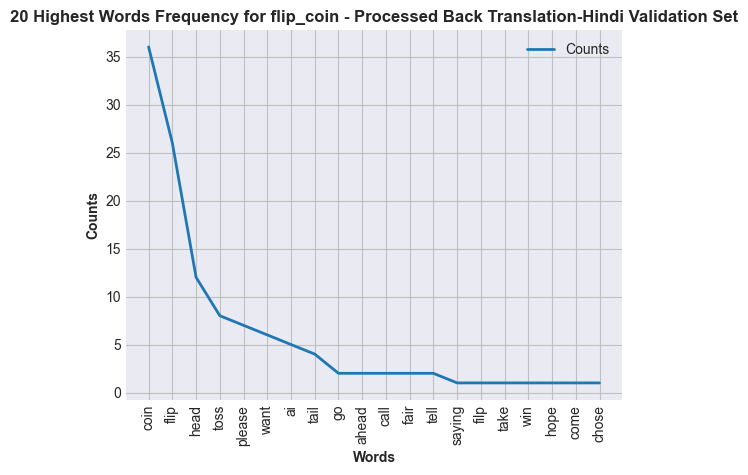 20 Highest Words Frequency for flip_coin - Processed Back Translation-Hindi Validation Set
Counts
35
30
25
20
15
10
5
0
Counts
coin
flip
head
toss
please
want
ai
tail
go
ahead
call
fair
tell
saying
filp
take
win
hope
come
chose
Words